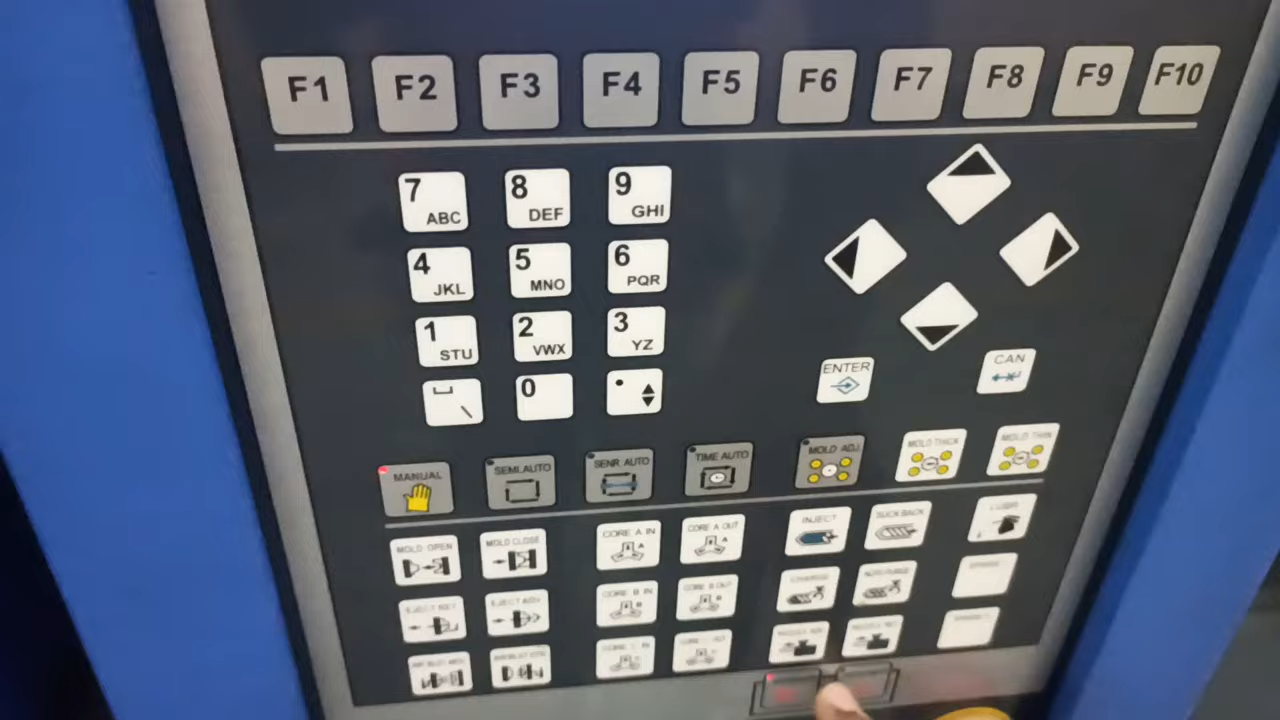 F1 F2 F3 F4 F5 F6 F7 F8 F9 F10
7 ABC 8 DEF 9 GHI
4 JKL 5 MNO 6 PQR
1 STU 2 VWX 3 YZ
0
ENTER CAN
MANUAL SEMI.AUTO SENR.AUTO TIME AUTO MOLD ADJ. MOLD THICK MOLD THIN
MOLD OPEN MOLD CLOSE CORE A IN CORE A OUT INJECT SUCK BACK
EJECT RET EJECT ADV CORE B IN CORE B OUT CHARGE